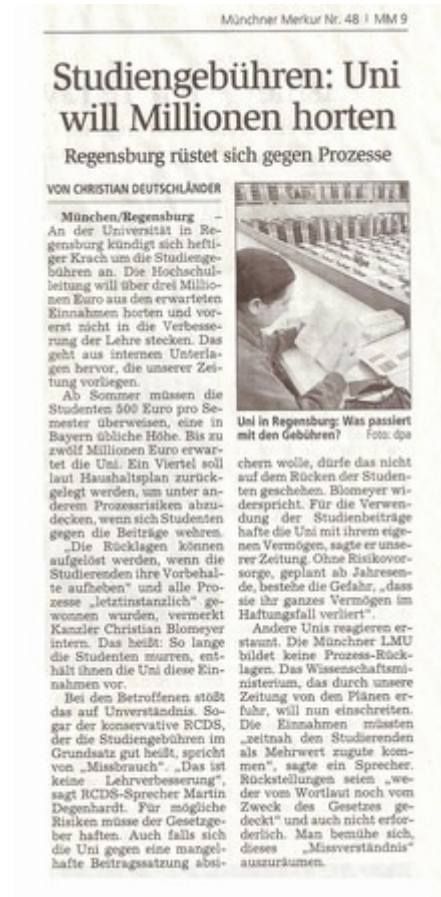 Münchner Merkur Nr. 48 | MM 9
Studiengebühren: Uni
will Millionen horten
Regensburg rüstet sich gegen Prozesse
VON CHRISTIAN DEUTSCHLÄNDER
München/Regensburg –
An der Universität in Re-
gensburg kündigt sich hefti-
ger Krach um die Studienge-
bühren an. Die Hochschul-
leitung will über drei Millio-
nen Euro aus den erwarteten
Einnahmen horten und vor-
erst nicht in die Verbesse-
rung der Lehre stecken. Das
geht aus internen Unterla-
gen hervor, die unserer Zei-
tung vorliegen.
Ab Sommer müssen die
Studenten 500 Euro pro Se-
mester überweisen, eine in
Bayern übliche Höhe. Bis zu
zwölf Millionen Euro erwar-
tet die Uni. Ein Viertel soll
laut Haushaltsplan zurück-
gelegt werden, um unter an-
derem Prozessrisiken abzu-
decken, wenn sich Studenten
gegen die Beiträge wehren.
„Die Rücklagen können
aufgelöst werden, wenn die
Studierenden ihre Vorbehal-
te aufheben" und alle Pro-
zesse „letztinstanzlich" ge-
wonnen wurden, vermerkt
Kanzler Christian Blomeyer
intern. Das heißt: So lange
die Studenten murren, ent-
hält ihnen die Uni diese Ein-
nahmen vor.
Bei den Betroffenen stößt
das auf Unverständnis. So-
gar der konservative RCDS,
der die Studiengebühren im
Grundsatz gut heißt, spricht
von „Missbrauch". „Das ist
keine Lehrverbesserung",
sagt RCDS-Sprecher Martin
Degenhardt. Für mögliche
Risiken müsse der Gesetzge-
ber haften. Auch falls sich
die Uni gegen eine mangel-
hafte Beitragssatzung absi-
Uni in Regensburg: Was passiert
mit den Gebühren? Foto: dpa
chern wolle, dürfe das nicht
auf dem Rücken der Studen-
ten geschehen. Blomeyer wi-
derspricht. Für die Verwen-
dung der Studienbeiträge
hafte die Uni mit ihrem eige-
nen Vermögen, sagte er unse-
rer Zeitung. Ohne Risikovor-
sorge, geplant ab Jahresen-
de, bestehe die Gefahr, „dass
sie ihr ganzes Vermögen im
Haftungsfall verliert".
Andere Unis reagieren er-
staunt. Die Münchner LMU
bildet keine Prozess-Rück-
lagen. Das Wissenschaftsmi-
nisterium, das durch unsere
Zeitung von den Plänen er-
fuhr, will nun einschreiten.
Die Einnahmen müssten
„zeitnah den Studierenden
als Mehrwert zugute kom-
men", sagte ein Sprecher.
Rückstellungen seien „we-
der vom Wortlaut noch vom
Zweck des Gesetzes ge-
deckt" und auch nicht erfor-
derlich. Man bemühe sich,
dieses „Missverständnis"
auszuräumen.